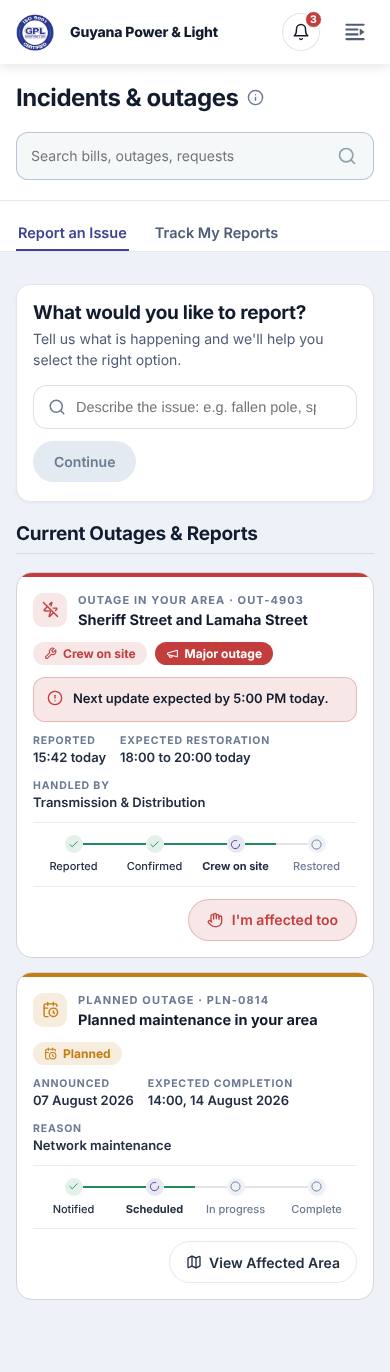 ISO 9001
GPL
CERTIFIED
Guyana Power & Light
3
Incidents & outages
Search bills, outages, requests
Report an Issue
Track My Reports
What would you like to report?
Tell us what is happening and we'll help you
select the right option.
Describe the issue: e.g. fallen pole, sp
Continue
Current Outages & Reports
OUTAGE IN YOUR AREA · OUT-4903
Sheriff Street and Lamaha Street
Crew on site
Major outage
Next update expected by 5:00 PM today.
REPORTED
EXPECTED RESTORATION
15:42 today
18:00 to 20:00 today
HANDLED BY
Transmission & Distribution
Reported
Confirmed
Crew on site
Restored
I'm affected too
PLANNED OUTAGE · PLN-0814
Planned maintenance in your area
Planned
ANNOUNCED
EXPECTED COMPLETION
07 August 2026
14:00, 14 August 2026
REASON
Network maintenance
Notified
Scheduled
In progress
Complete
View Affected Area